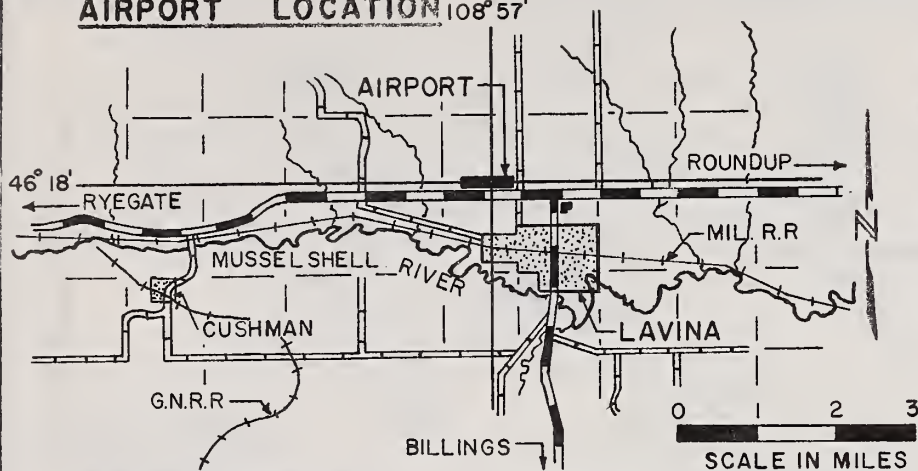 AIRPORT LOCATION 108° 57'
AIRPORT
ROUNDUP
46° 18'
RYEGATE
N
MIL. R.R
MUSSELSHELL RIVER
CUSHMAN
LAVINA
G.N.R.R
0 1 2 3
BILLINGS
SCALE IN MILES